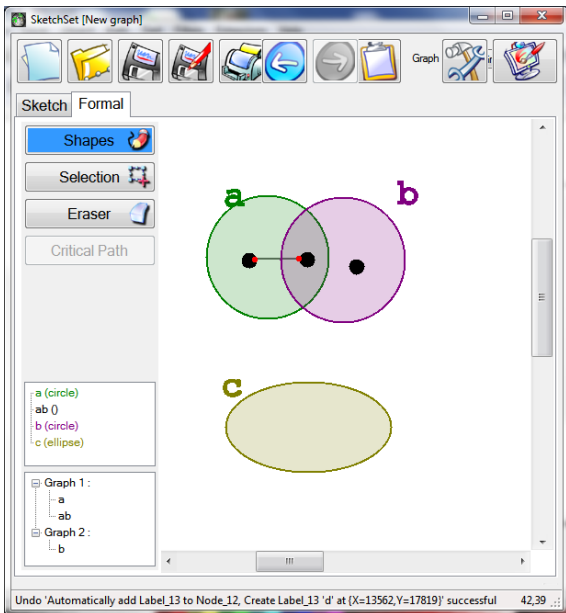 SketchSet [New graph]
Graph
Sketch Formal
Shapes
Selection
Eraser
Critical Path
a b
c
a (circle)
ab ()
b (circle)
c (ellipse)
Graph 1 :
a
ab
Graph 2 :
b
Undo 'Automatically add Label_13 to Node_12, Create Label_13 'd' at {X=13562,Y=17819}' successful 42,39